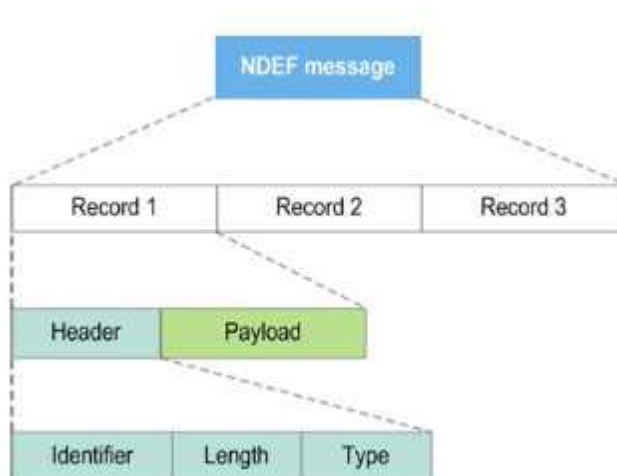 NDEF message
Record 1 Record 2 Record 3
Header Payload
Identifier Length Type